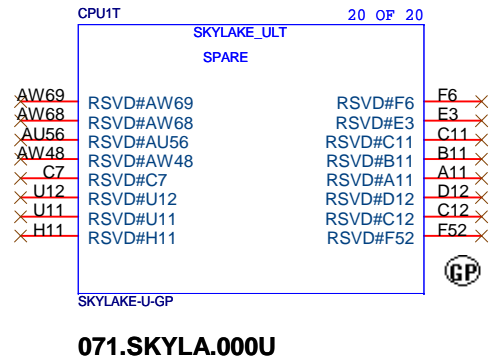 CPU1T 20 OF 20
SKYLAKE_ULT
SPARE
AW69 RSVD#AW69 RSVD#F6 F6
AW68 RSVD#AW68 RSVD#E3 E3
AU56 RSVD#AU56 RSVD#C11 C11
AW48 RSVD#AW48 RSVD#B11 B11
C7 RSVD#C7 RSVD#A11 A11
U12 RSVD#U12 RSVD#D12 D12
U11 RSVD#U11 RSVD#C12 C12
H11 RSVD#H11 RSVD#F52 F52
GP
SKYLAKE-U-GP
071.SKYLA.000U